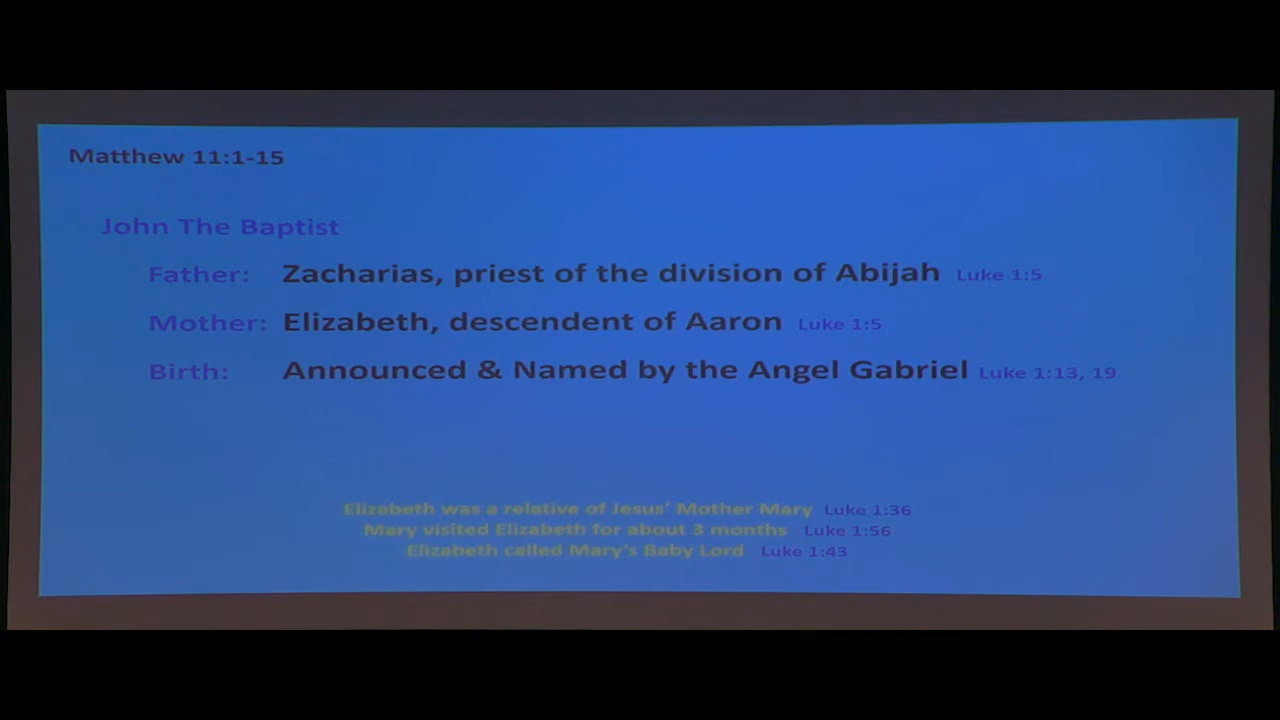 Matthew 11:1-15
John The Baptist
Father: Zacharias, priest of the division of Abijah Luke 1:5
Mother: Elizabeth, descendent of Aaron Luke 1:5
Birth: Announced & Named by the Angel Gabriel Luke 1:13, 19
Elizabeth was a relative of Jesus' Mother Mary Luke 1:36
Mary visited Elizabeth for about 3 months Luke 1:56
Elizabeth called Mary's Baby Lord Luke 1:43